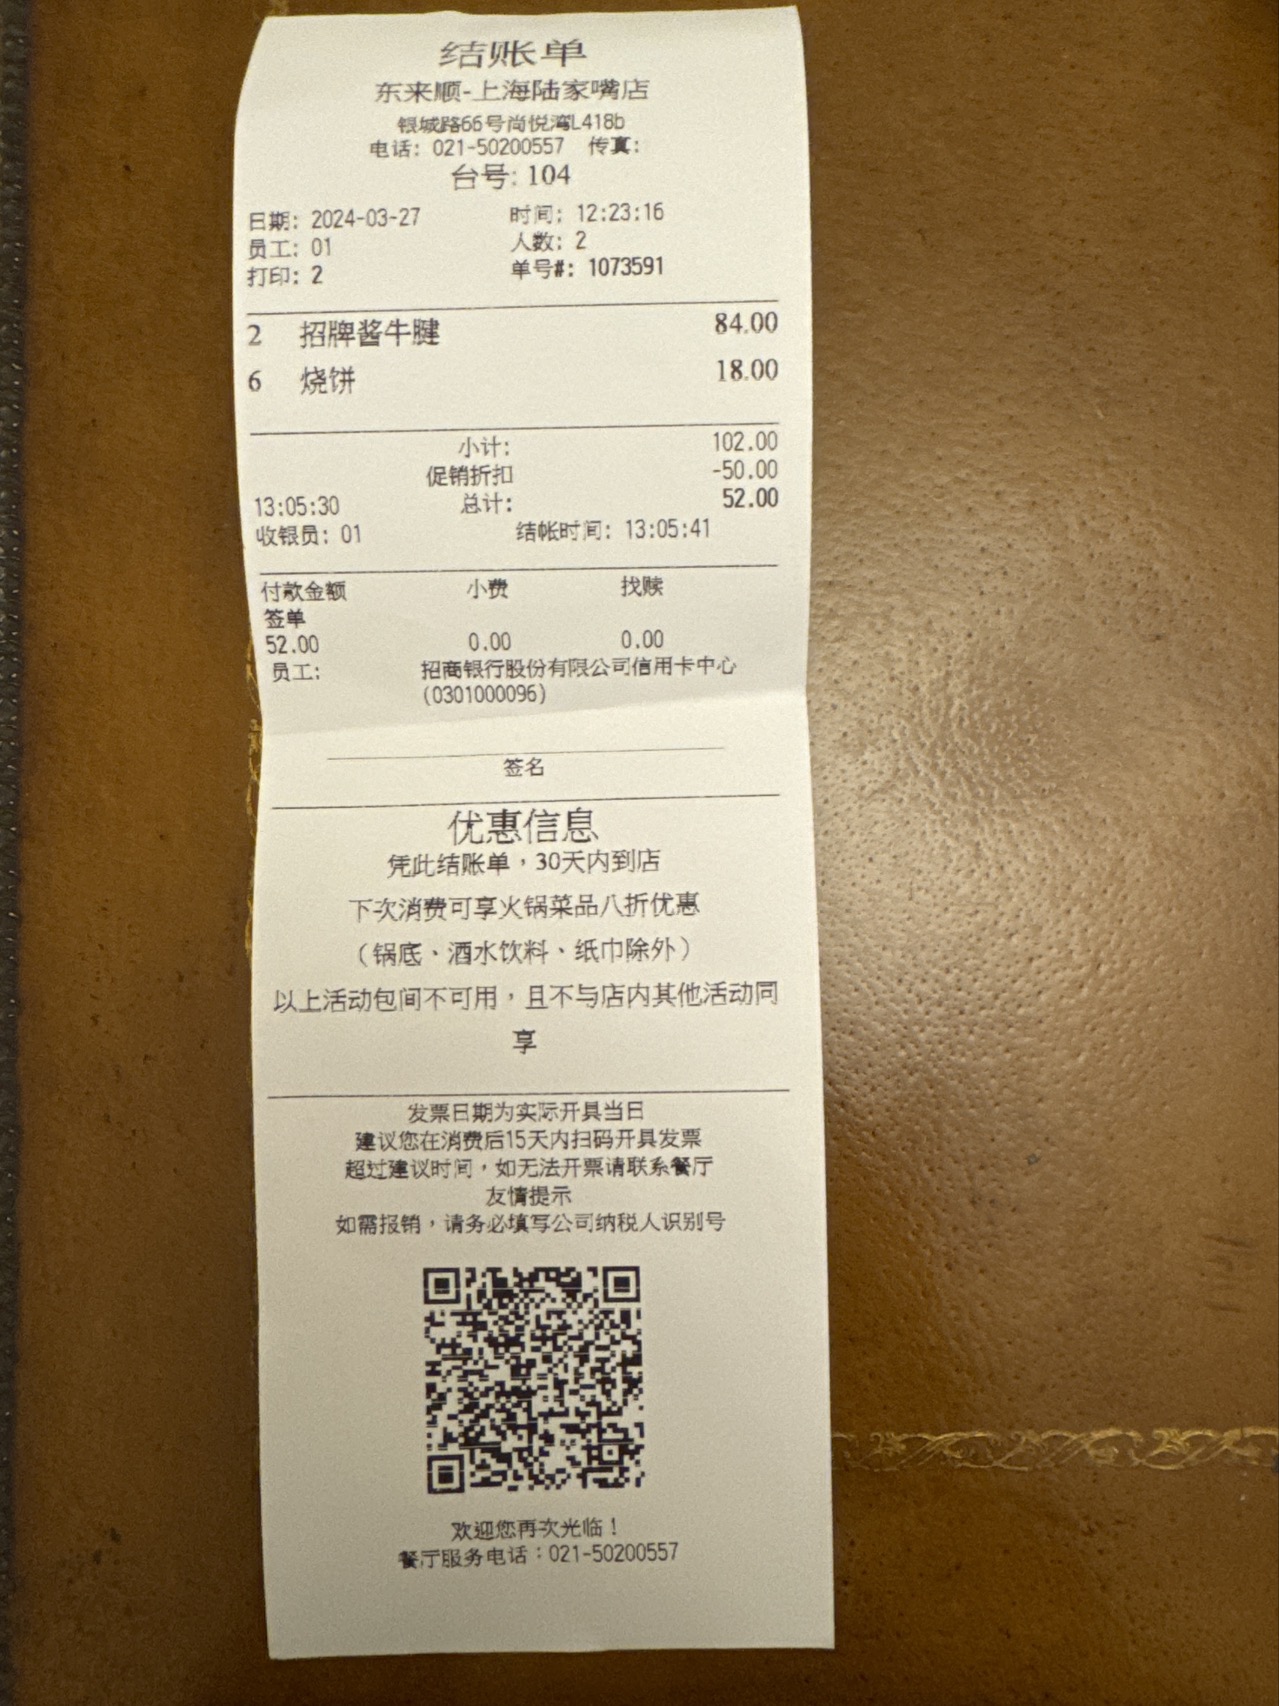 结账单
东来顺-上海陆家嘴店
银城路66号尚悦湾L418b
电话: 021-50200557 传真:
台号: 104
日期: 2024-03-27 时间: 12:23:16
员工: 01 人数: 2
打印: 2 单号#: 1073591
2 招牌酱牛腱 84.00
6 烧饼 18.00
小计: 102.00
促销折扣 -50.00
13:05:30 总计: 52.00
收银员: 01 结帐时间: 13:05:41
付款金额 小费 找赎
签单
52.00 0.00 0.00
员工: 招商银行股份有限公司信用卡中心
(0301000096)
签名
优惠信息
凭此结账单，30天内到店
下次消费可享火锅菜品八折优惠
（锅底、酒水饮料、纸巾除外）
以上活动包间不可用，且不与店内其他活动同
享
发票日期为实际开具当日
建议您在消费后15天内扫码开具发票
超过建议时间，如无法开票请联系餐厅
友情提示
如需报销，请务必填写公司纳税人识别号
欢迎您再次光临！
餐厅服务电话：021-50200557